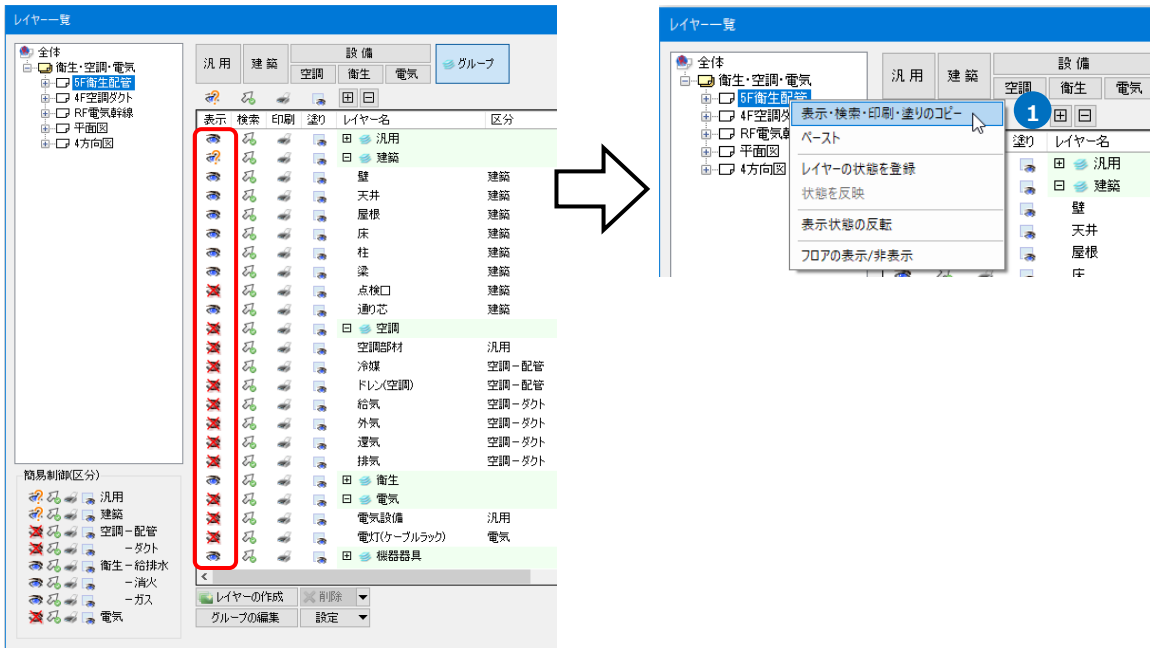 レイヤー一覧
全体
衛生・空調・電気
5F衛生配管
4F空調ダクト
RF電気幹線
平面図
4方向図
汎用
建築
設備
空調
衛生
電気
グループ
表示 検索 印刷 塗り レイヤー名 区分
汎用
建築
壁 建築
天井 建築
屋根 建築
床 建築
柱 建築
梁 建築
点検口 建築
通り芯 建築
空調
空調部材 汎用
冷媒 空調-配管
ドレン(空調) 空調-配管
給気 空調-ダクト
外気 空調-ダクト
還気 空調-ダクト
排気 空調-ダクト
衛生
電気
電気設備 汎用
電灯(ケーブルラック) 電気
機器器具
簡易制御(区分)
汎用
建築
空調-配管
-ダクト
衛生-給排水
-消火
-ガス
電気
レイヤーの作成 削除
グループの編集 設定
レイヤー一覧
全体
衛生・空調・電気
5F衛生配管
4F空調ダ
RF電気幹
平面図
4方向図
汎用
建築
設備
空調
衛生
電気
1
表示・検索・印刷・塗りのコピー
ペースト
レイヤーの状態を登録
状態を反映
表示状態の反転
フロアの表示/非表示
塗り レイヤー名
汎用
建築
壁
天井
屋根
床